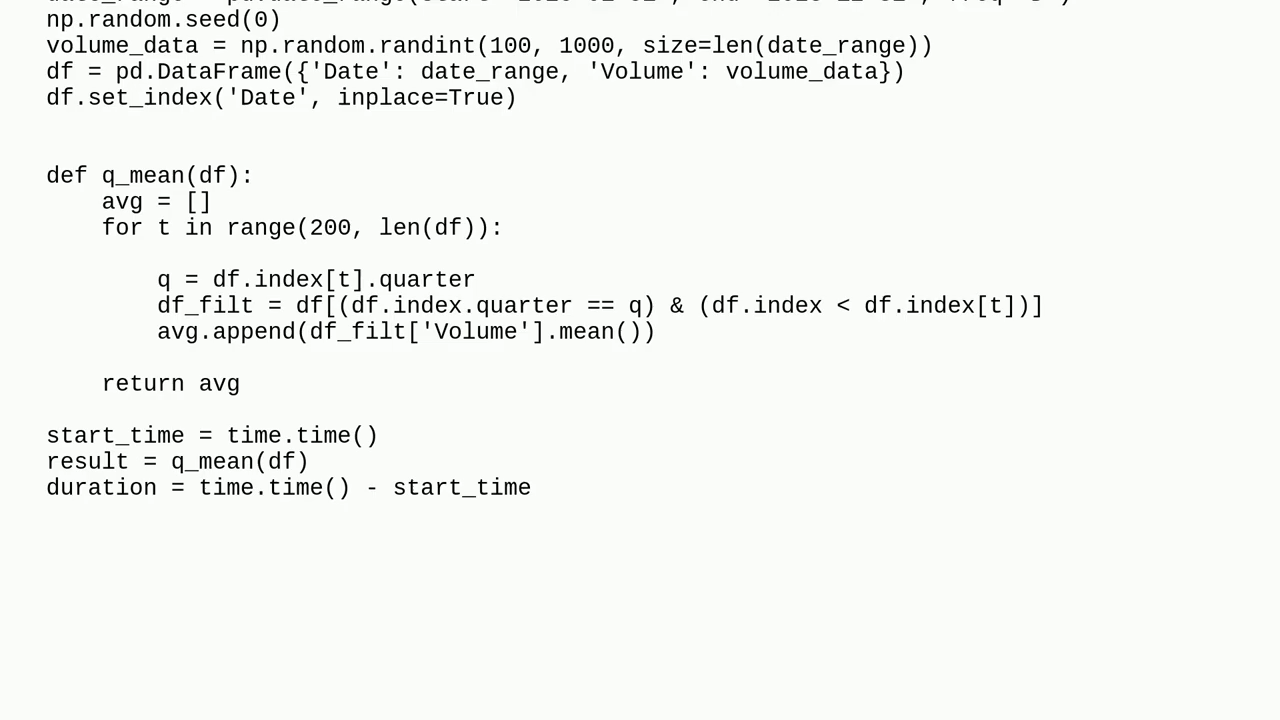 np.random.seed(0)
volume_data = np.random.randint(100, 1000, size=len(date_range))
df = pd.DataFrame({'Date': date_range, 'Volume': volume_data})
df.set_index('Date', inplace=True)
def q_mean(df):
    avg = []
    for t in range(200, len(df)):
        q = df.index[t].quarter
        df_filt = df[(df.index.quarter == q) & (df.index < df.index[t])]
        avg.append(df_filt['Volume'].mean())
    return avg
start_time = time.time()
result = q_mean(df)
duration = time.time() - start_time